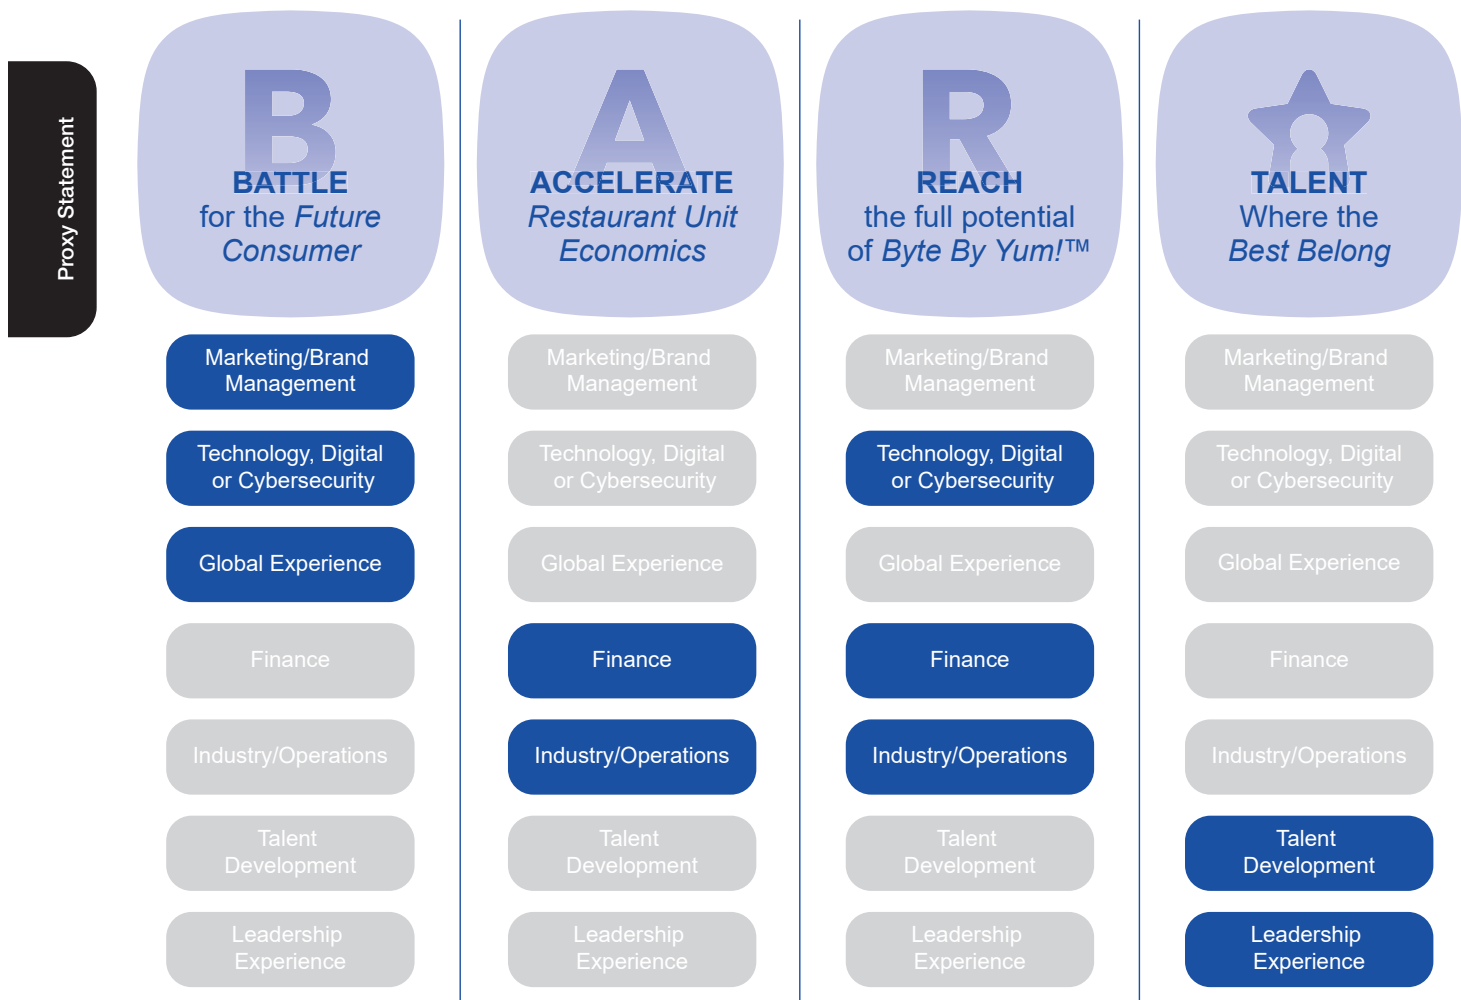 Proxy Statement
B
BATTLE
for the Future
Consumer
Marketing/Brand
Management
Technology, Digital
or Cybersecurity
Global Experience
Finance
Industry/Operations
Talent
Development
Leadership
Experience
A
ACCELERATE
Restaurant Unit
Economics
Marketing/Brand
Management
Technology, Digital
or Cybersecurity
Global Experience
Finance
Industry/Operations
Talent
Development
Leadership
Experience
R
REACH
the full potential
of Byte By Yum!™
Marketing/Brand
Management
Technology, Digital
or Cybersecurity
Global Experience
Finance
Industry/Operations
Talent
Development
Leadership
Experience
TALENT
Where the
Best Belong
Marketing/Brand
Management
Technology, Digital
or Cybersecurity
Global Experience
Finance
Industry/Operations
Talent
Development
Leadership
Experience